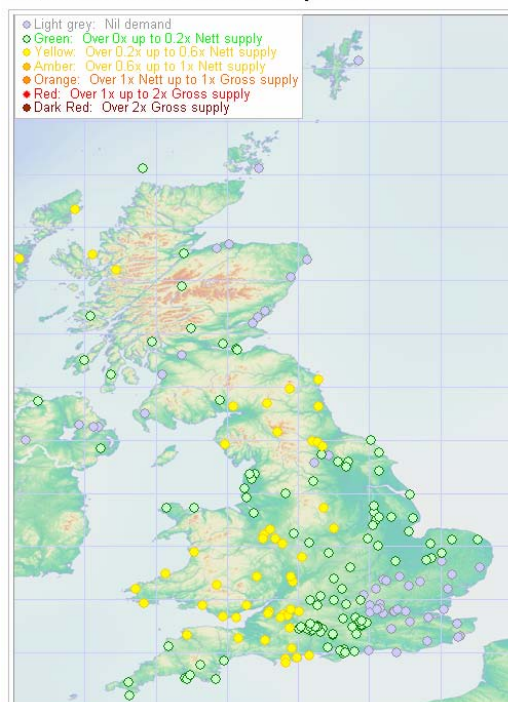 Light grey: Nil demand
Green: Over 0x up to 0.2x Nett supply
Yellow: Over 0.2x up to 0.6x Nett supply
Amber: Over 0.6x up to 1x Nett supply
Orange: Over 1x Nett up to 1x Gross supply
Red: Over 1x up to 2x Gross supply
Dark Red: Over 2x Gross supply